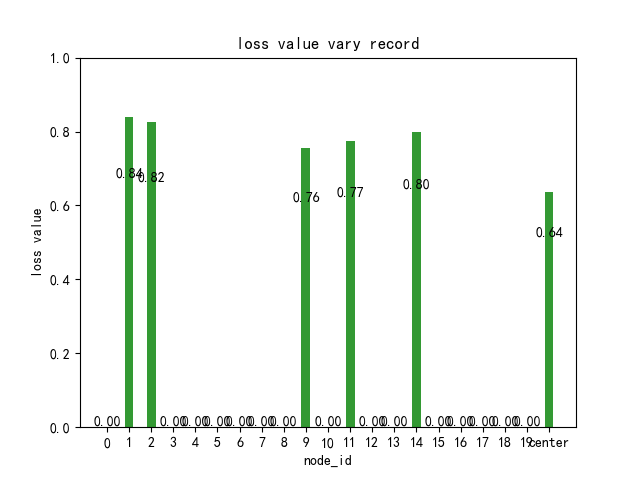 loss value vary record
1.0
0.8
0.6
0.4
0.2
0.0
loss value
0.00 0.84 0.82 0.00 0.00 0.00 0.00 0.00 0.00 0.76 0.00 0.77 0.00 0.00 0.80 0.00 0.00 0.00 0.00 0.00 0.64
0 1 2 3 4 5 6 7 8 9 10 11 12 13 14 15 16 17 18 19 center
node_id